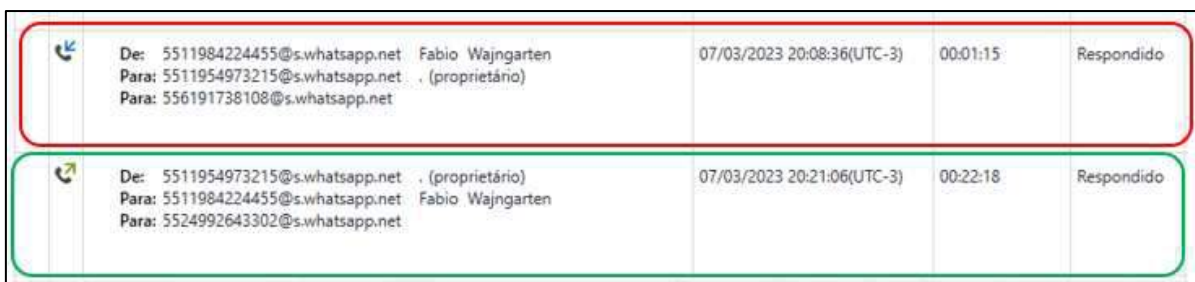 De: 5511984224455@s.whatsapp.net Fabio Wajngarten 07/03/2023 20:08:36(UTC-3) 00:01:15 Respondido
Para: 5511954973215@s.whatsapp.net . (proprietário)
Para: 556191738108@s.whatsapp.net
De: 5511954973215@s.whatsapp.net . (proprietário) 07/03/2023 20:21:06(UTC-3) 00:22:18 Respondido
Para: 5511984224455@s.whatsapp.net Fabio Wajngarten
Para: 5524992643302@s.whatsapp.net